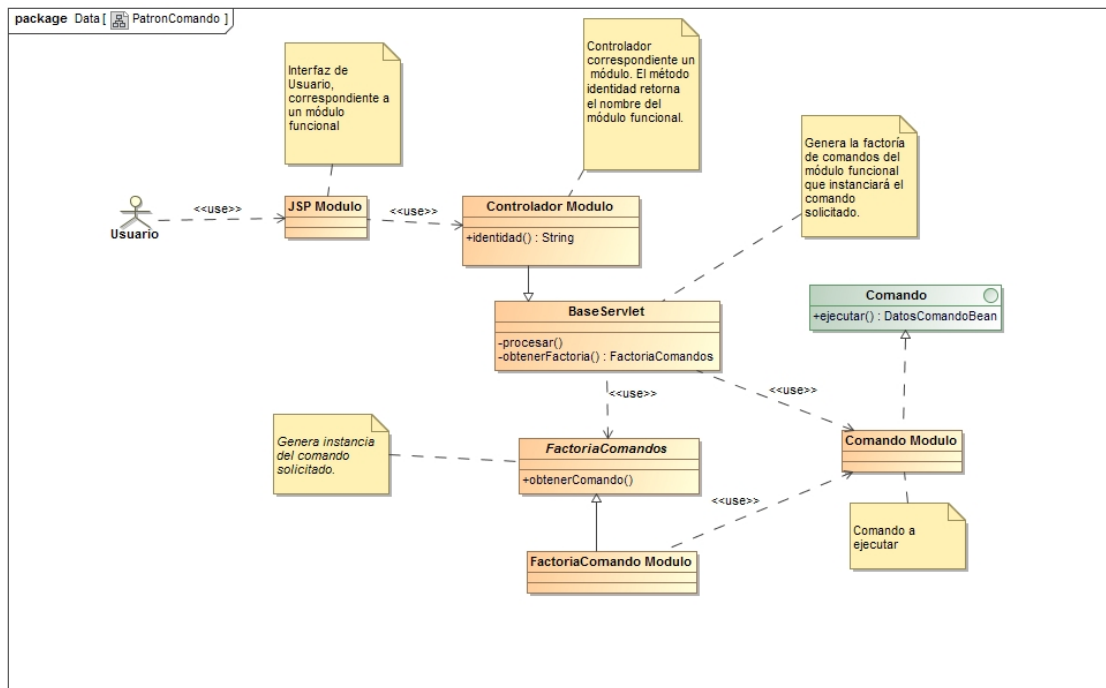 package Data [ PatronComando ]
Interfaz de
Usuario,
correspondiente a
un módulo
funcional
Controlador
correspondiente un
módulo. El método
identidad retorna
el nombre del
módulo funcional.
Genera la factoría
de comandos del
módulo funcional
que instanciará el
comando
solicitado.
Usuario
<<use>>
JSP Modulo
<<use>>
Controlador Modulo
+identidad() : String
BaseServlet
-procesar()
-obtenerFactoria() : FactoriaComandos
Comando
+ejecutar() : DatosComandoBean
<<use>>
<<use>>
Genera instancia
del comando
solicitado.
FactoriaComandos
+obtenerComando()
Comando Modulo
<<use>>
Comando a
ejecutar
FactoriaComando Modulo